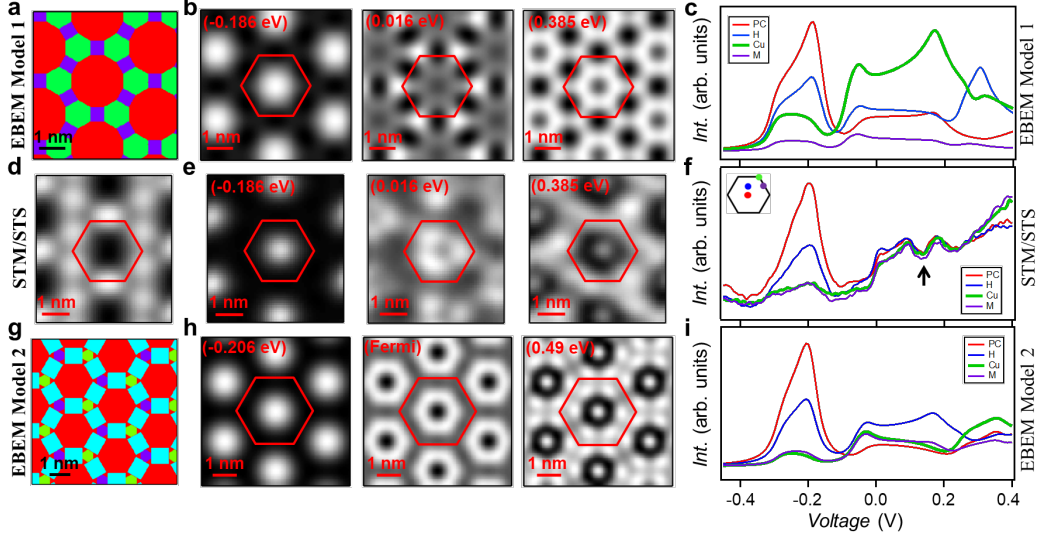 a
EBEM Model 1
1 nm
b
(-0.186 eV)
1 nm
(0.016 eV)
1 nm
(0.385 eV)
1 nm
c
Int. (arb. units)
PC
H
Cu
M
EBEM Model 1
d
STM/STS
1 nm
e
(-0.186 eV)
1 nm
(0.016 eV)
1 nm
(0.385 eV)
1 nm
f
Int. (arb. units)
PC
H
Cu
M
STM/STS
g
EBEM Model 2
1 nm
h
(-0.206 eV)
1 nm
(Fermi)
1 nm
(0.49 eV)
1 nm
i
Int. (arb. units)
PC
H
Cu
M
EBEM Model 2
-0.4 -0.2 0.0 0.2 0.4
Voltage (V)